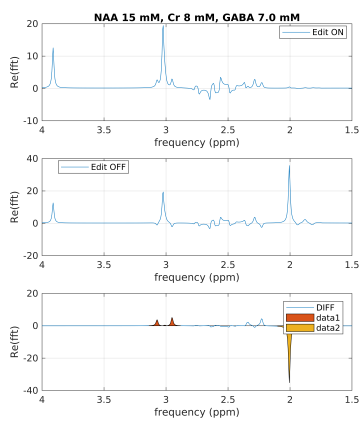 NAA 15 mM, Cr 8 mM, GABA 7.0 mM
20
10
0
-10
Re(fft)
Edit ON
4 3.5 3 2.5 2 1.5
frequency (ppm)
40
20
0
-20
Re(fft)
Edit OFF
4 3.5 3 2.5 2 1.5
frequency (ppm)
20
0
-20
-40
Re(fft)
DIFF
data1
data2
4 3.5 3 2.5 2 1.5
frequency (ppm)